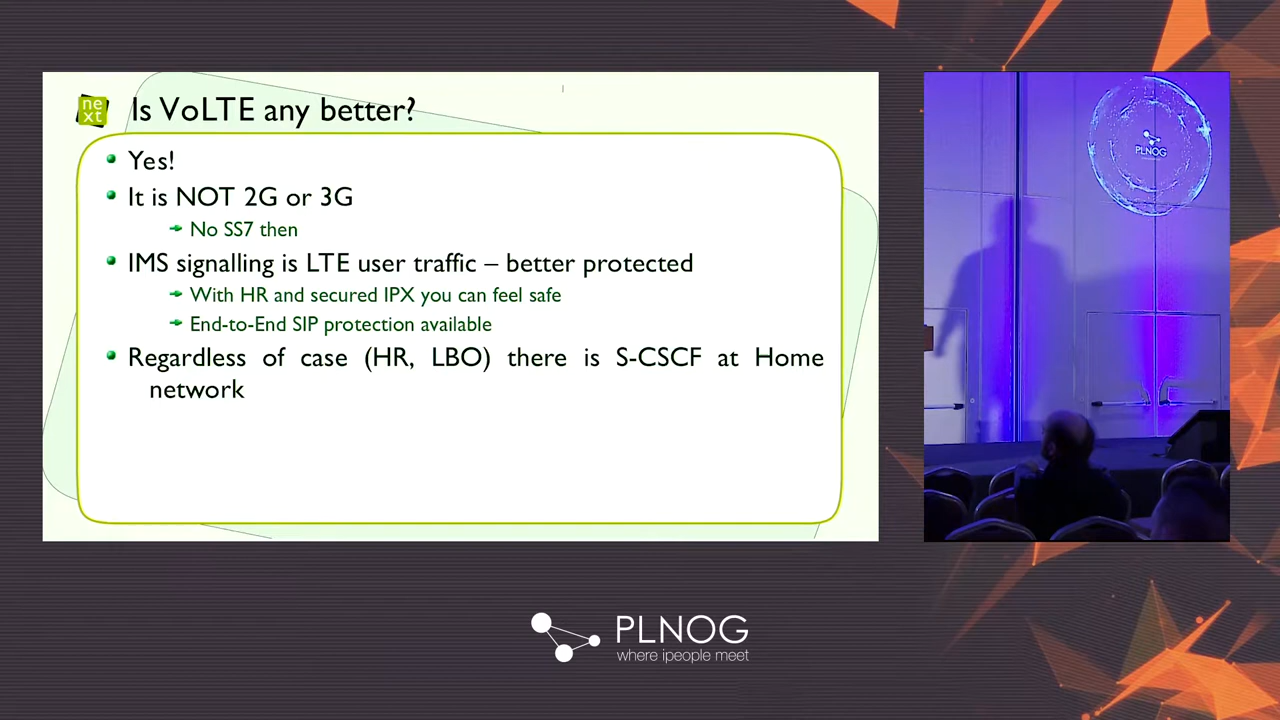 ne
xt
Is VoLTE any better?
Yes!
It is NOT 2G or 3G
No SS7 then
IMS signalling is LTE user traffic – better protected
With HR and secured IPX you can feel safe
End-to-End SIP protection available
Regardless of case (HR, LBO) there is S-CSCF at Home
network
PLNOG
PLNOG
where ipeople meet